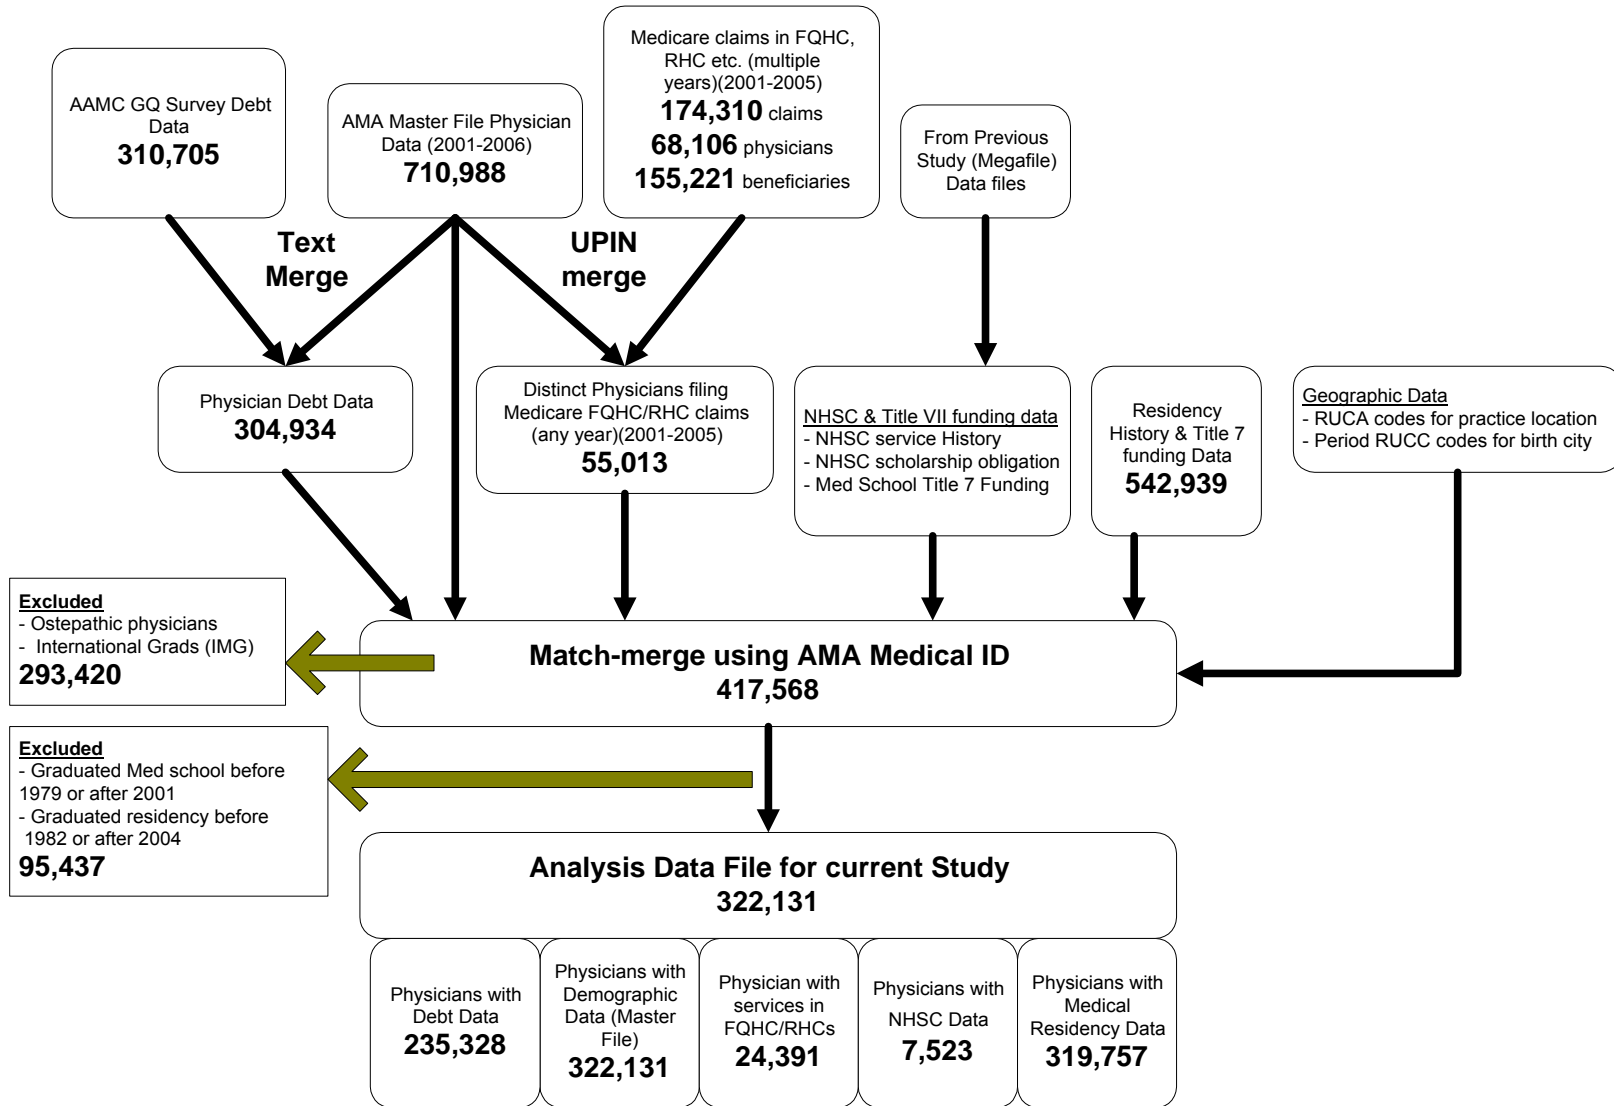 AAMC GQ Survey Debt
Data
310,705
AMA Master File Physician
Data (2001-2006)
710,988
Medicare claims in FQHC,
RHC etc. (multiple
years)(2001-2005)
174,310 claims
68,106 physicians
155,221 beneficiaries
From Previous
Study (Megafile)
Data files
Text
Merge
UPIN
merge
Physician Debt Data
304,934
Distinct Physicians filing
Medicare FQHC/RHC claims
(any year)(2001-2005)
55,013
NHSC & Title VII funding data
- NHSC service History
- NHSC scholarship obligation
- Med School Title 7 Funding
Residency
History & Title 7
funding Data
542,939
Geographic Data
- RUCA codes for practice location
- Period RUCC codes for birth city
Excluded
- Ostepathic physicians
- International Grads (IMG)
293,420
Match-merge using AMA Medical ID
417,568
Excluded
- Graduated Med school before
1979 or after 2001
- Graduated residency before
1982 or after 2004
95,437
Analysis Data File for current Study
322,131
Physicians with
Debt Data
235,328
Physicians with
Demographic
Data (Master
File)
322,131
Physician with
services in
FQHC/RHCs
24,391
Physicians with
NHSC Data
7,523
Physicians with
Medical
Residency Data
319,757